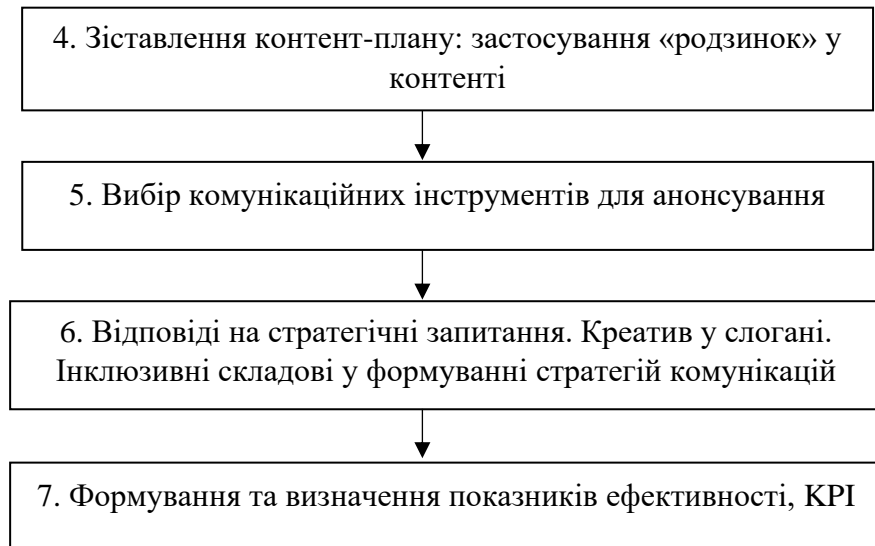 4. Зіставлення контент-плану: застосування «родзинок» у
контенті
5. Вибір комунікаційних інструментів для анонсування
6. Відповіді на стратегічні запитання. Креатив у слогані.
Інклюзивні складові у формуванні стратегій комунікацій
7. Формування та визначення показників ефективності, KPI